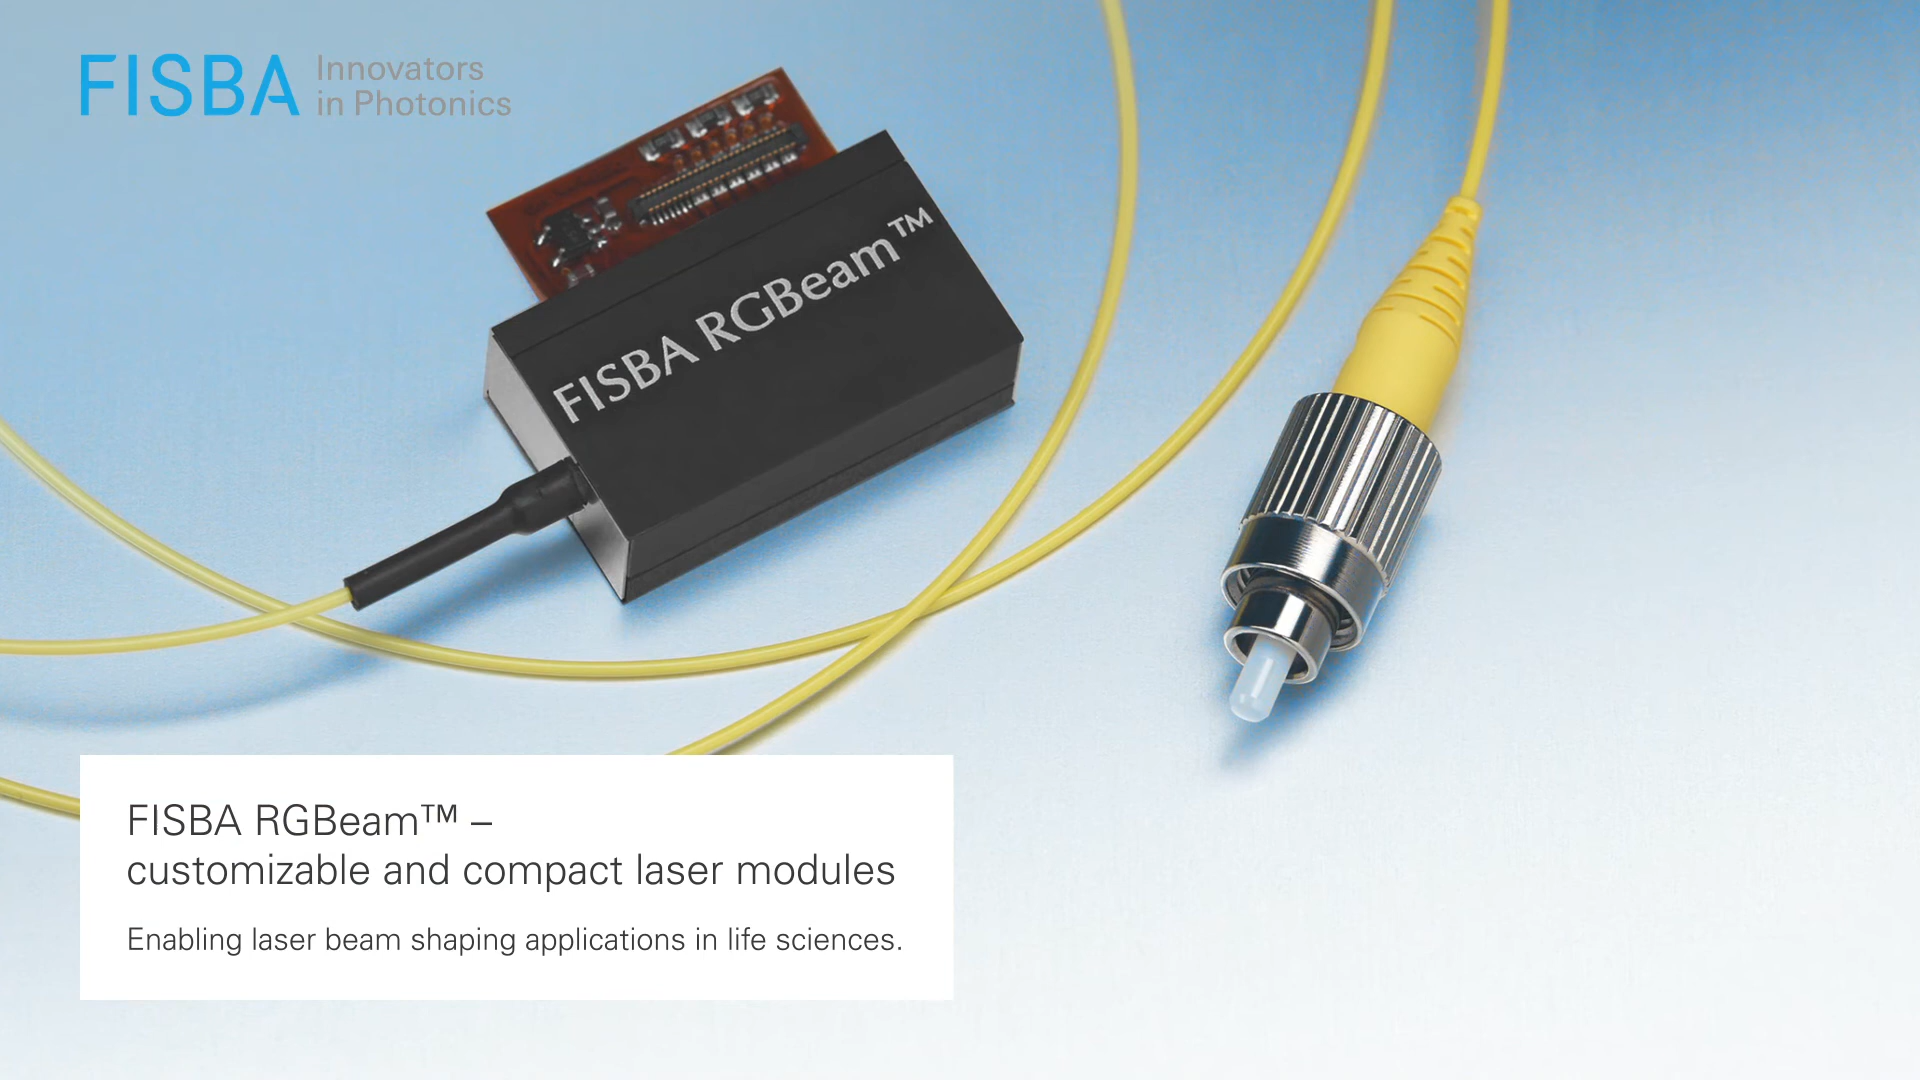 FISBA
Innovators
in Photonics
FISBA RGBeam™
FISBA RGBeam™ –
customizable and compact laser modules
Enabling laser beam shaping applications in life sciences.